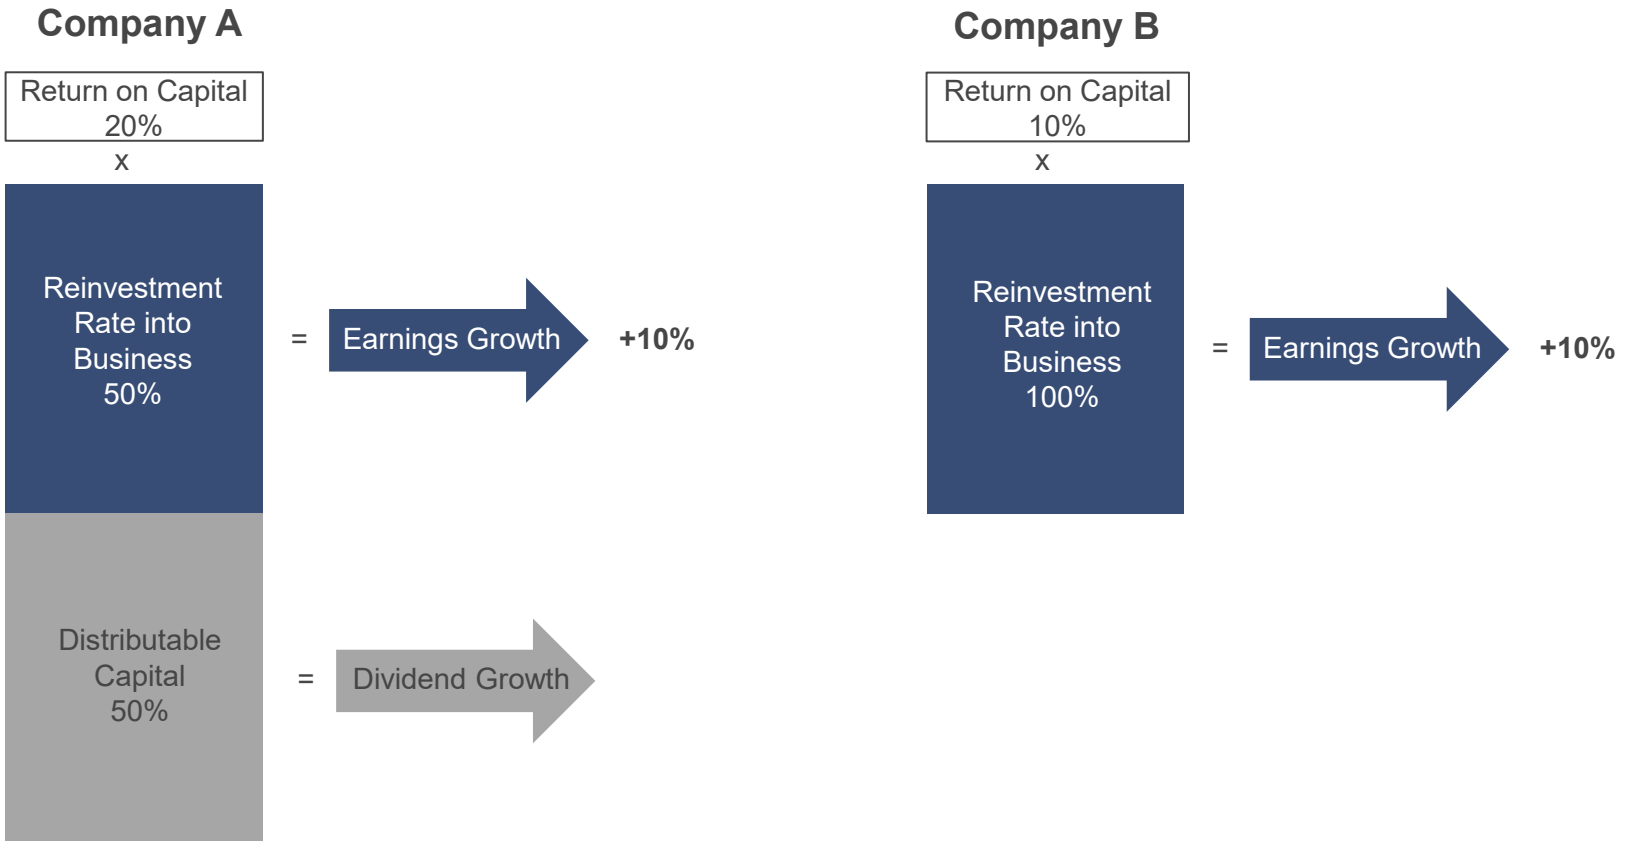 Company A
Return on Capital
20%
x
Reinvestment
Rate into
Business
50%
=
Earnings Growth
+10%
Distributable
Capital
50%
=
Dividend Growth
Company B
Return on Capital
10%
x
Reinvestment
Rate into
Business
100%
=
Earnings Growth
+10%